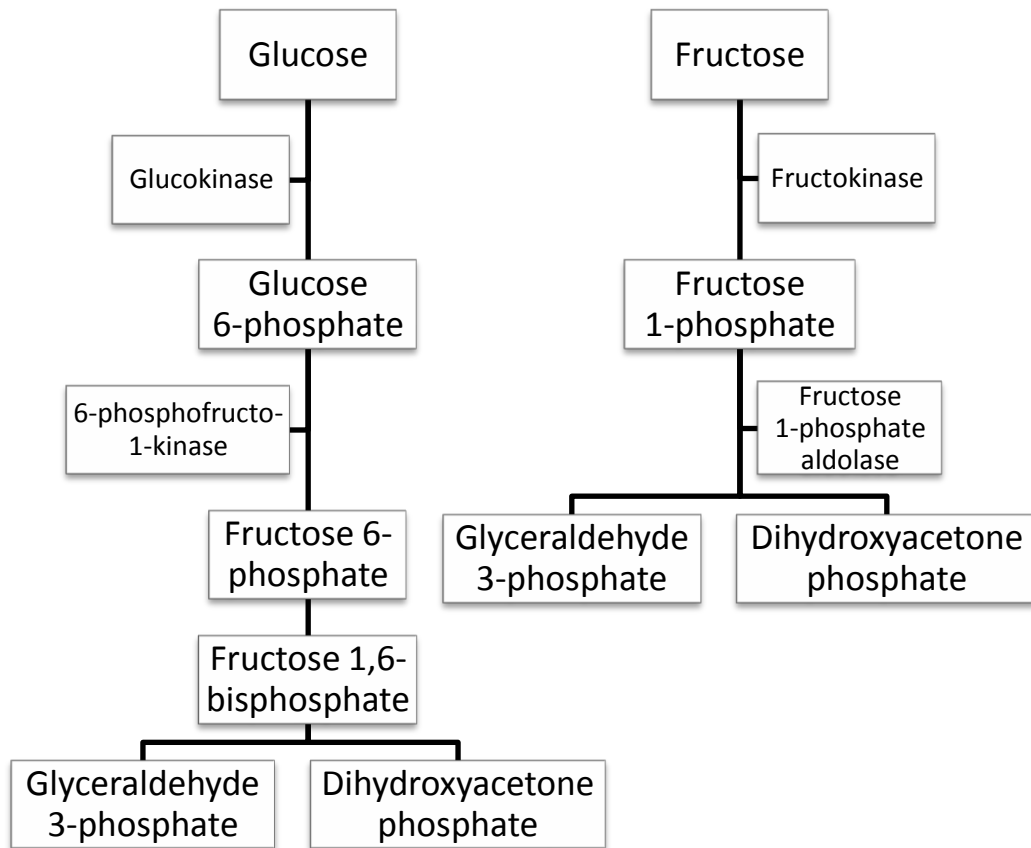 Glucose
Fructose
Glucokinase
Fructokinase
Glucose
6-phosphate
Fructose
1-phosphate
6-phosphofructo-
1-kinase
Fructose
1-phosphate
aldolase
Fructose 6-
phosphate
Glyceraldehyde
3-phosphate
Dihydroxyacetone
phosphate
Fructose 1,6-
bisphosphate
Glyceraldehyde
3-phosphate
Dihydroxyacetone
phosphate